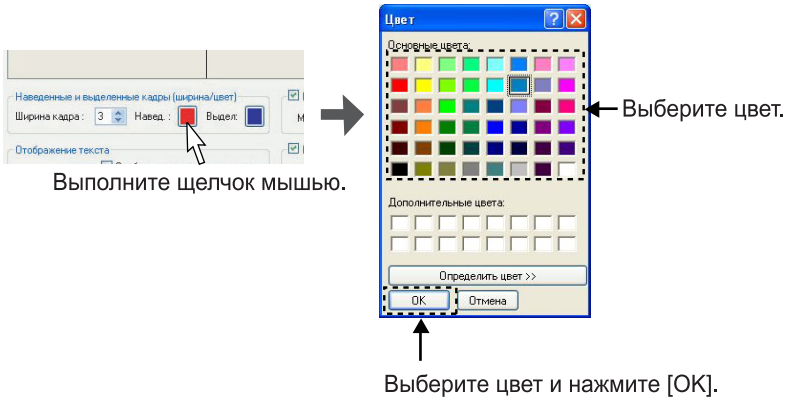 Цвет
Основные цвета:
Наведенные и выделенные кадры (ширина/цвет)
Ширина кадра : 3 Навед. : Выдел:
Отображение текста
Выполните щелчок мышью.
Выберите цвет.
Дополнительные цвета:
Определить цвет >>
OK Отмена
Выберите цвет и нажмите [OK].